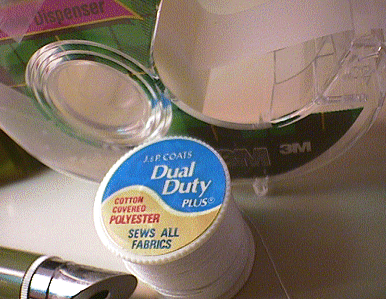 dispenser
3M
3M
J.&P. COATS
Dual
Duty
PLUS®
COTTON
COVERED
POLYESTER
SEWS ALL
FABRICS